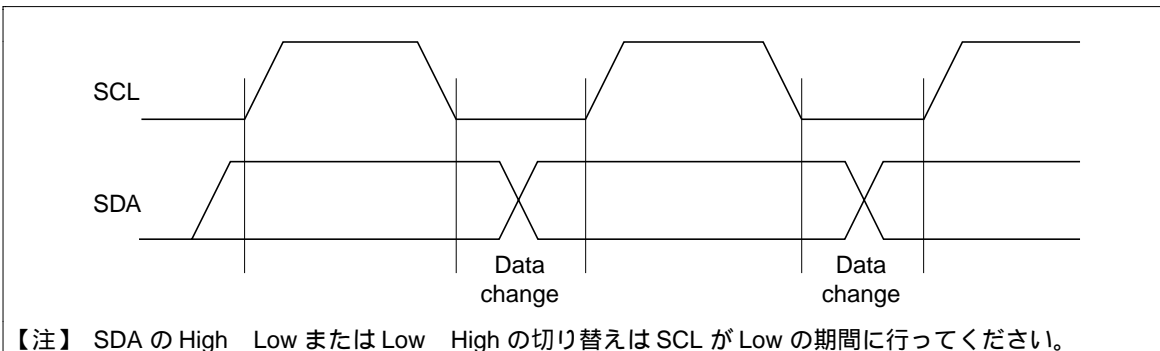 SCL
SDA
Data
change
Data
change
【注】 SDA の High　Low または Low　High の切り替えは SCL が Low の期間に行ってください。